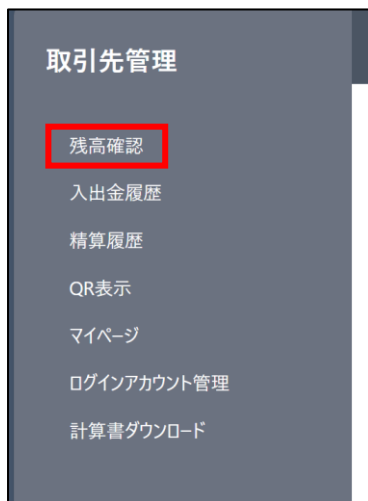 取引先管理
残高確認
入出金履歴
精算履歴
QR表示
マイページ
ログインアカウント管理
計算書ダウンロード